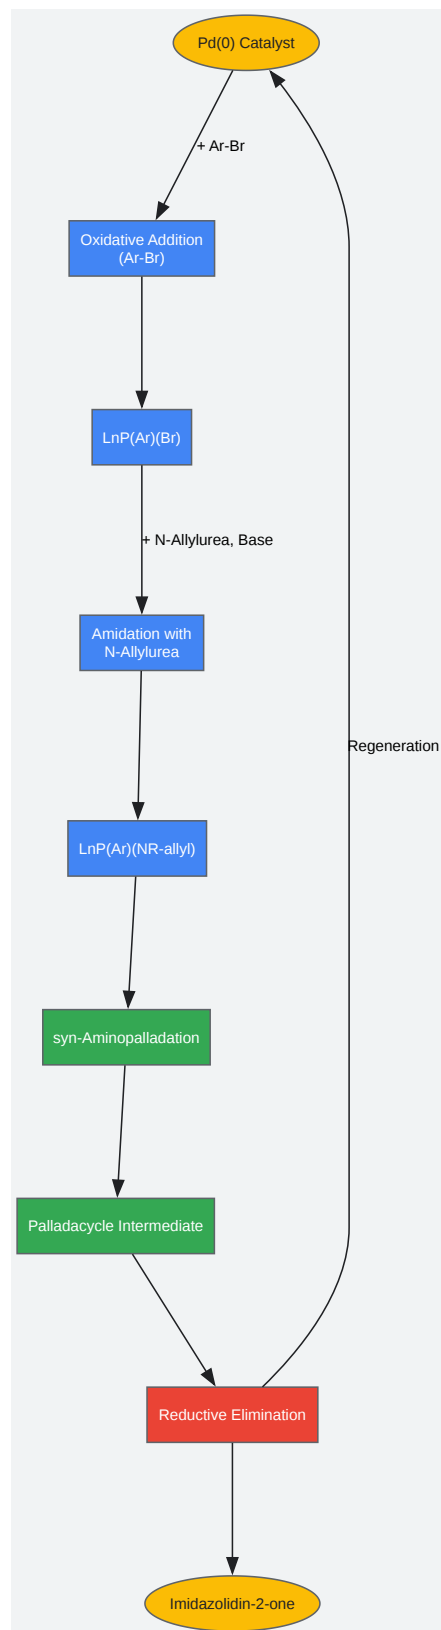 Pd(0) Catalyst
+ Ar-Br
Oxidative Addition
(Ar-Br)
LnP(Ar)(Br)
+ N-Allylurea, Base
Amidation with
N-Allylurea
Regeneration
LnP(Ar)(NR-allyl)
syn-Aminopalladation
Palladacycle Intermediate
Reductive Elimination
Imidazolidin-2-one